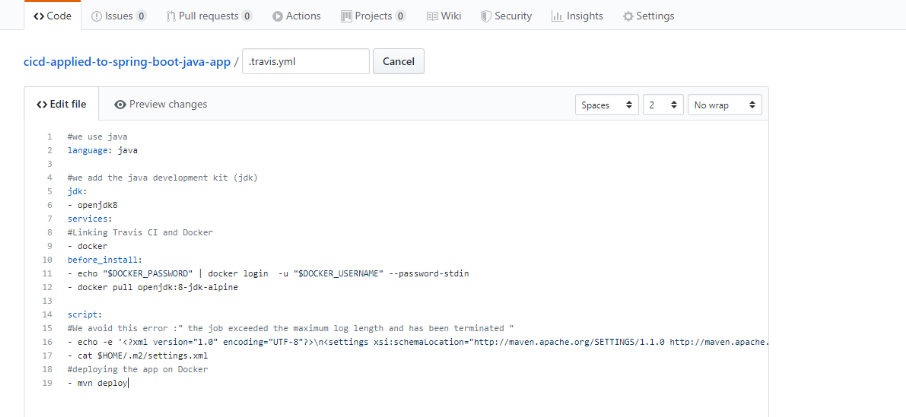 Code Issues 0 Pull requests 0 Actions Projects 0 Wiki Security Insights Settings
cicd-applied-to-spring-boot-java-app / .travis.yml Cancel
Edit file Preview changes Spaces 2 No wrap
1 #we use java
2 language: java
3
4 #we add the java development kit (jdk)
5 jdk:
6 - openjdk8
7 services:
8 #Linking Travis CI and Docker
9 - docker
10 before_install:
11 - echo "$DOCKER_PASSWORD" | docker login  -u "$DOCKER_USERNAME" --password-stdin
12 - docker pull openjdk:8-jdk-alpine
13
14 script:
15 #We avoid this error :" the job exceeded the maximum log length and has been terminated "
16 - echo -e '<?xml version="1.0" encoding="UTF-8"?>\n<settings xsi:schemaLocation="http://maven.apache.org/SETTINGS/1.1.0 http://maven.apache.
17 - cat $HOME/.m2/settings.xml
18 #deploying the app on Docker
19 - mvn deploy